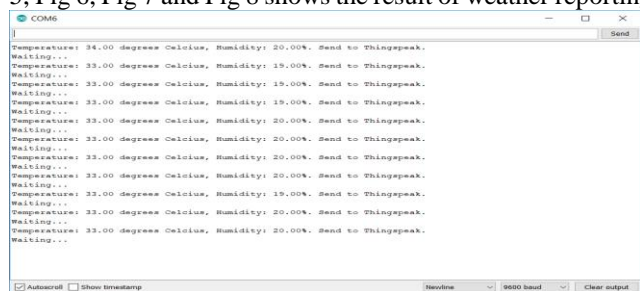 5, Fig 6, Fig 7 and Fig 8 shows the result of weather reportin
COM6
Send
Temperature: 34.00 degrees Celcius, Humidity: 20.00%. Send to Thingspeak.
Waiting...
Temperature: 33.00 degrees Celcius, Humidity: 19.00%. Send to Thingspeak.
Waiting...
Temperature: 33.00 degrees Celcius, Humidity: 19.00%. Send to Thingspeak.
Waiting...
Temperature: 33.00 degrees Celcius, Humidity: 19.00%. Send to Thingspeak.
Waiting...
Temperature: 33.00 degrees Celcius, Humidity: 20.00%. Send to Thingspeak.
Waiting...
Temperature: 33.00 degrees Celcius, Humidity: 20.00%. Send to Thingspeak.
Waiting...
Temperature: 33.00 degrees Celcius, Humidity: 20.00%. Send to Thingspeak.
Waiting...
Temperature: 33.00 degrees Celcius, Humidity: 20.00%. Send to Thingspeak.
Waiting...
Temperature: 33.00 degrees Celcius, Humidity: 19.00%. Send to Thingspeak.
Waiting...
Temperature: 33.00 degrees Celcius, Humidity: 20.00%. Send to Thingspeak.
Waiting...
Temperature: 33.00 degrees Celcius, Humidity: 20.00%. Send to Thingspeak.
Waiting...
Autoscroll Show timestamp Newline 9600 baud Clear output